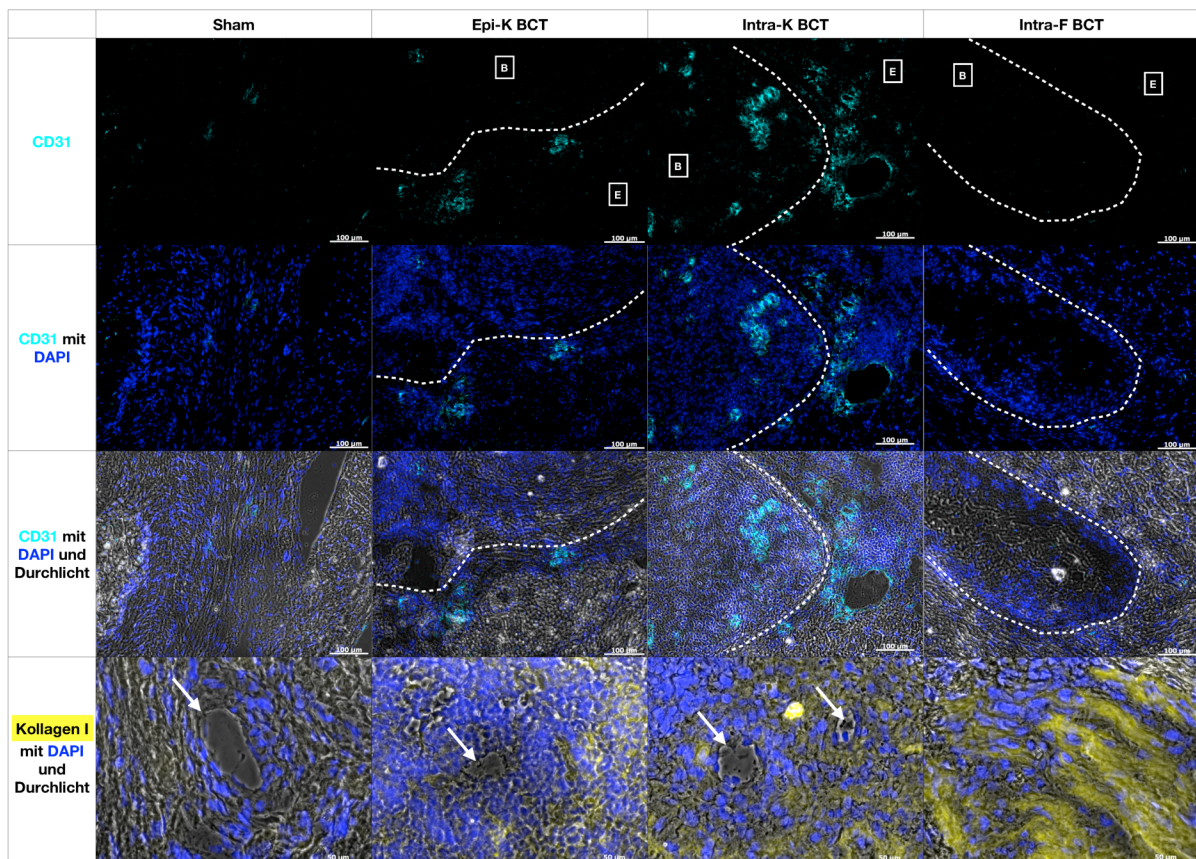 Sham
Epi-K BCT
Intra-K BCT
Intra-F BCT
CD31
B
E
100 µm
100 µm
B
E
100 µm
B
E
100 µm
CD31 mit
DAPI
100 µm
100 µm
100 µm
100 µm
CD31 mit
DAPI und
Durchlicht
100 µm
100 µm
100 µm
100 µm
Kollagen I
mit DAPI
und
Durchlicht
50 µm
50 µm
50 µm
50 µm